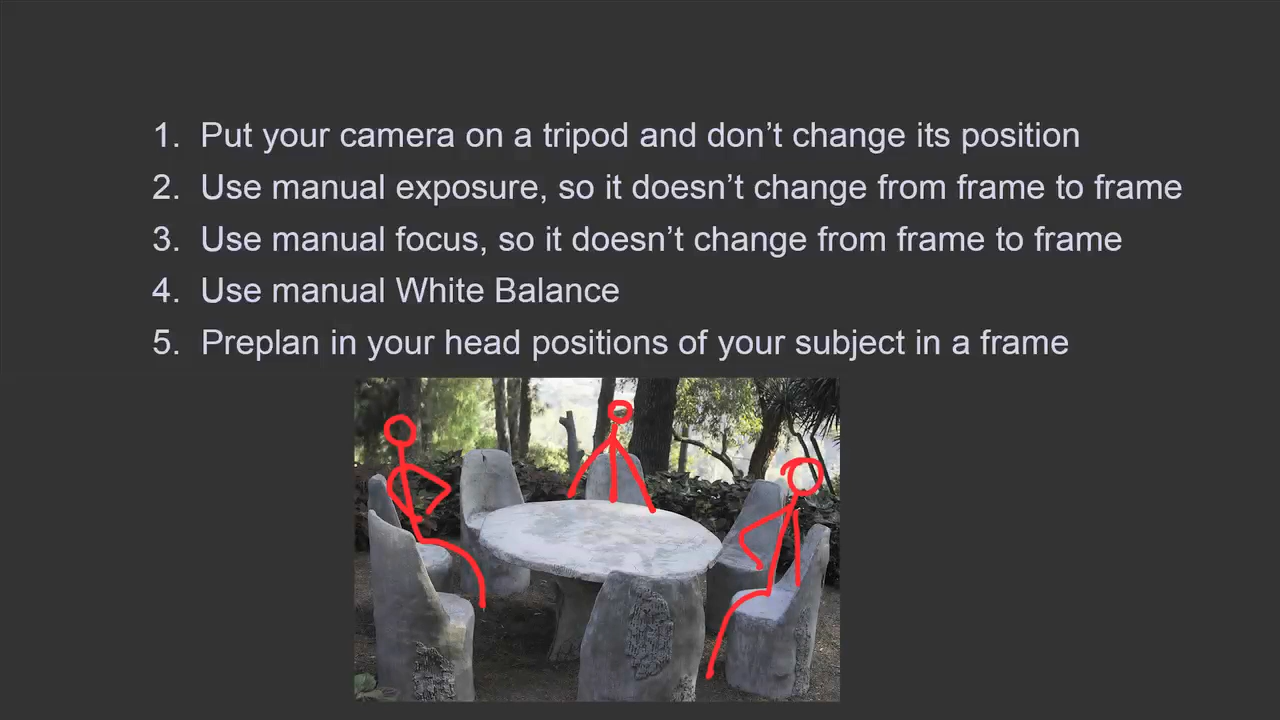 1. Put your camera on a tripod and don’t change its position
2. Use manual exposure, so it doesn’t change from frame to frame
3. Use manual focus, so it doesn’t change from frame to frame
4. Use manual White Balance
5. Preplan in your head positions of your subject in a frame